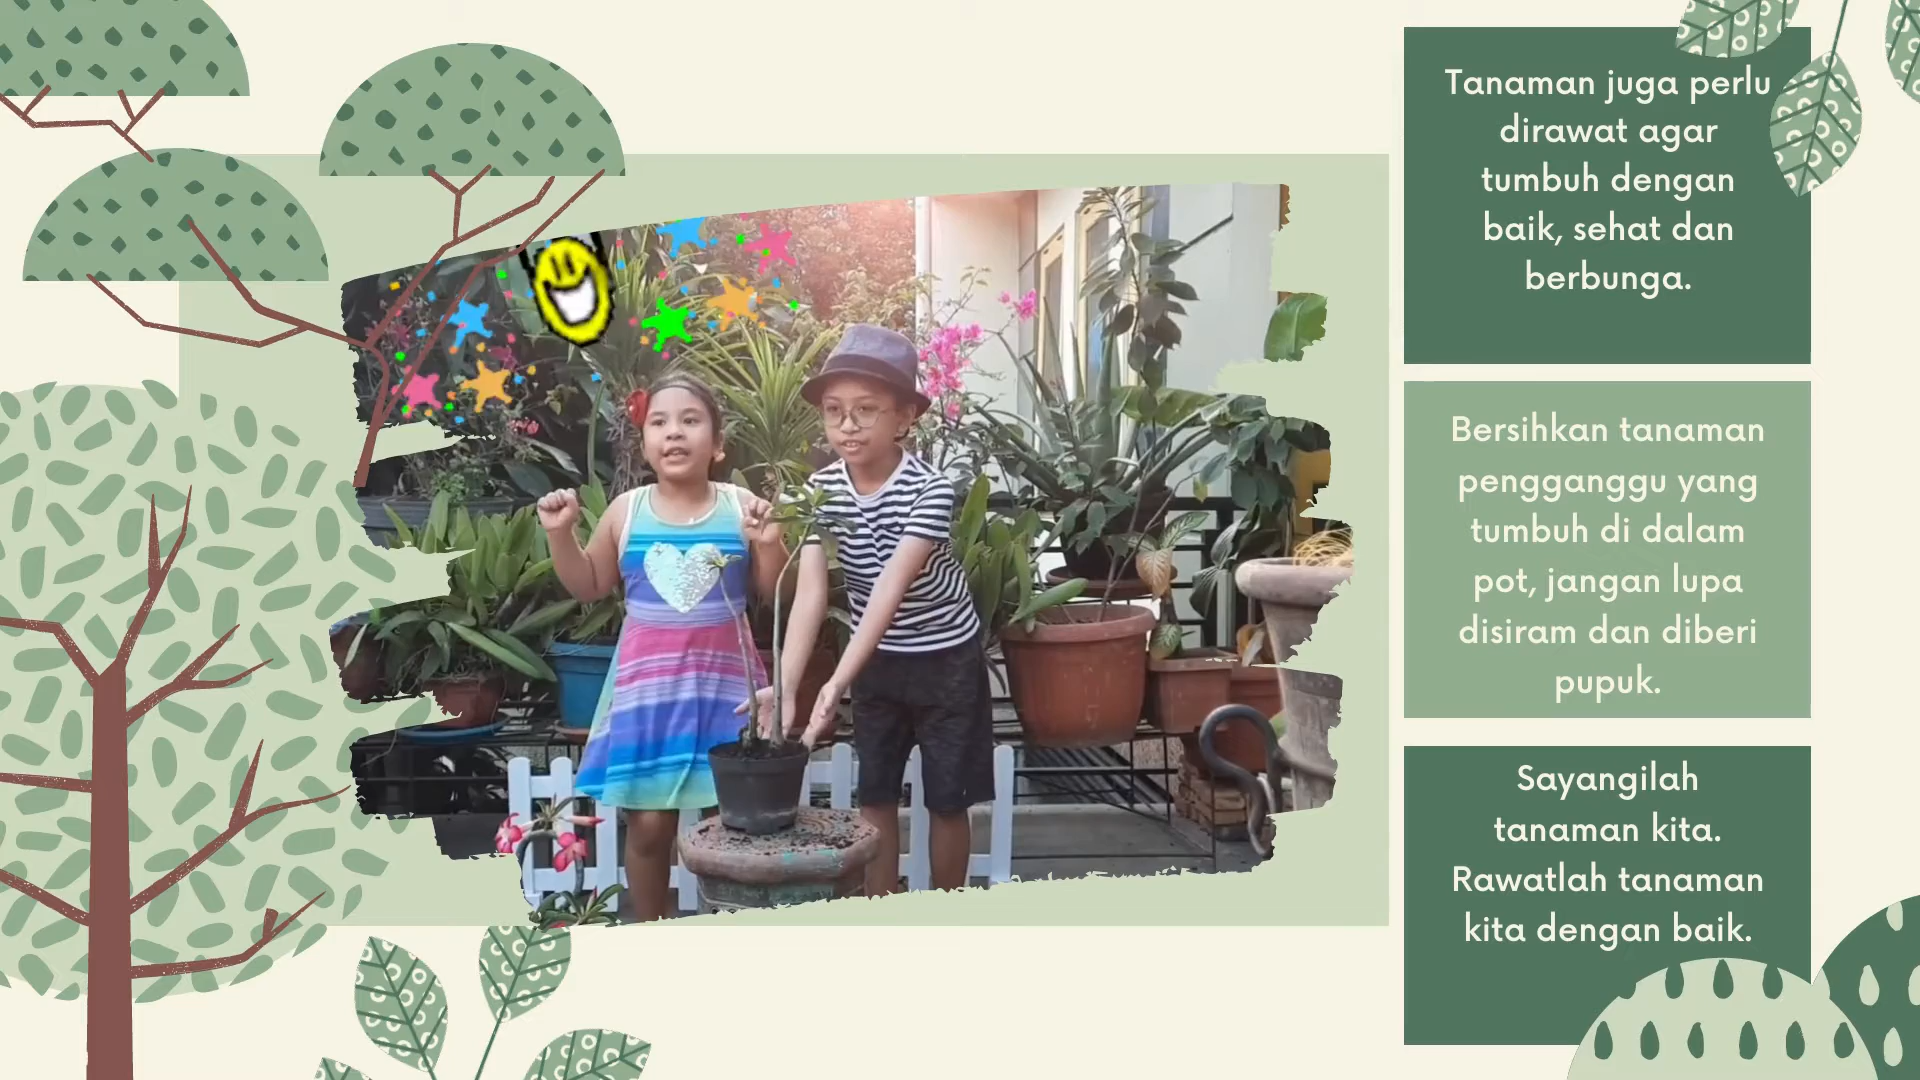 Tanaman juga perlu
dirawat agar
tumbuh dengan
baik, sehat dan
berbunga.
Bersihkan tanaman
pengganggu yang
tumbuh di dalam
pot, jangan lupa
disiram dan diberi
pupuk.
Sayangilah
tanaman kita.
Rawatlah tanaman
kita dengan baik.